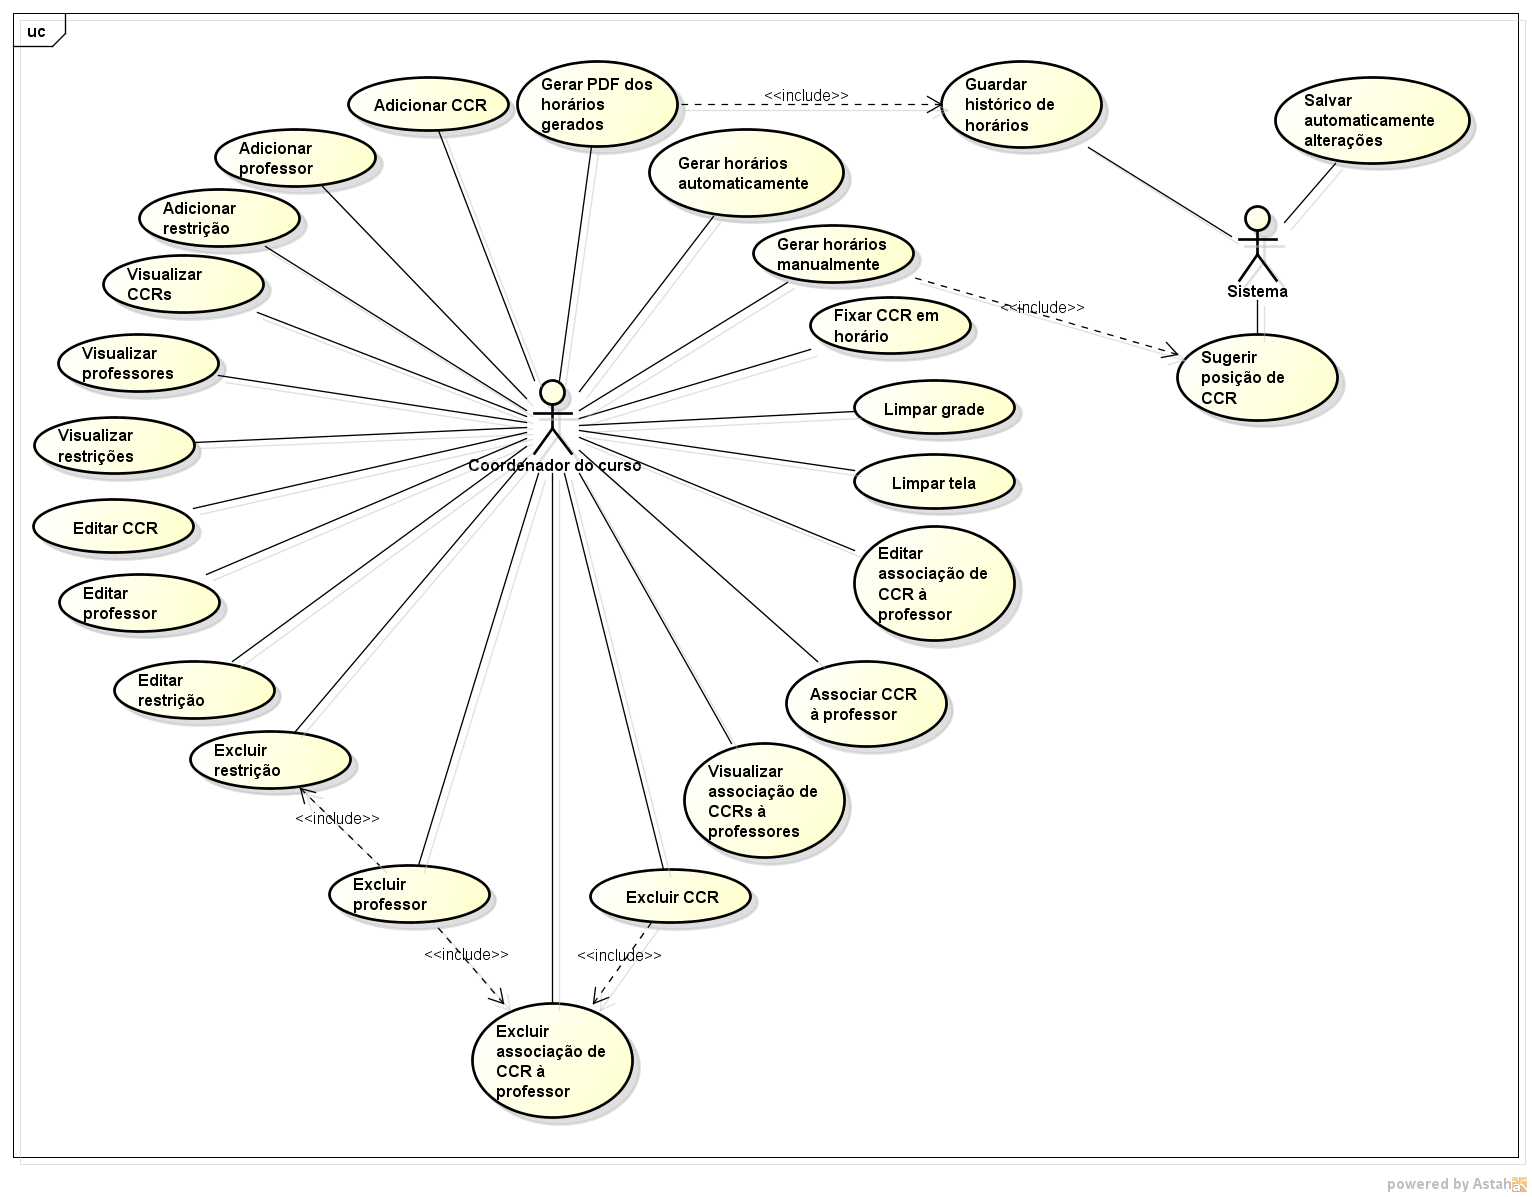 uc
Adicionar CCR
Gerar PDF dos
horários
gerados
<<include>>
Guardar
histórico de
horários
Salvar
automaticamente
alterações
Adicionar
professor
Gerar horários
automaticamente
Adicionar
restrição
Gerar horários
manualmente
Visualizar
CCRs
<<include>>
Sistema
Fixar CCR em
horário
Visualizar
professores
Sugerir
posição de
CCR
Limpar grade
Visualizar
restrições
Coordenador do curso
Limpar tela
Editar CCR
Editar
associação de
CCR à
professor
Editar
professor
Editar
restrição
Associar CCR
à professor
Excluir
restrição
Visualizar
associação de
CCRs à
professores
<<include>>
Excluir
professor
Excluir CCR
<<include>>
<<include>>
Excluir
associação de
CCR à
professor
powered by Astah